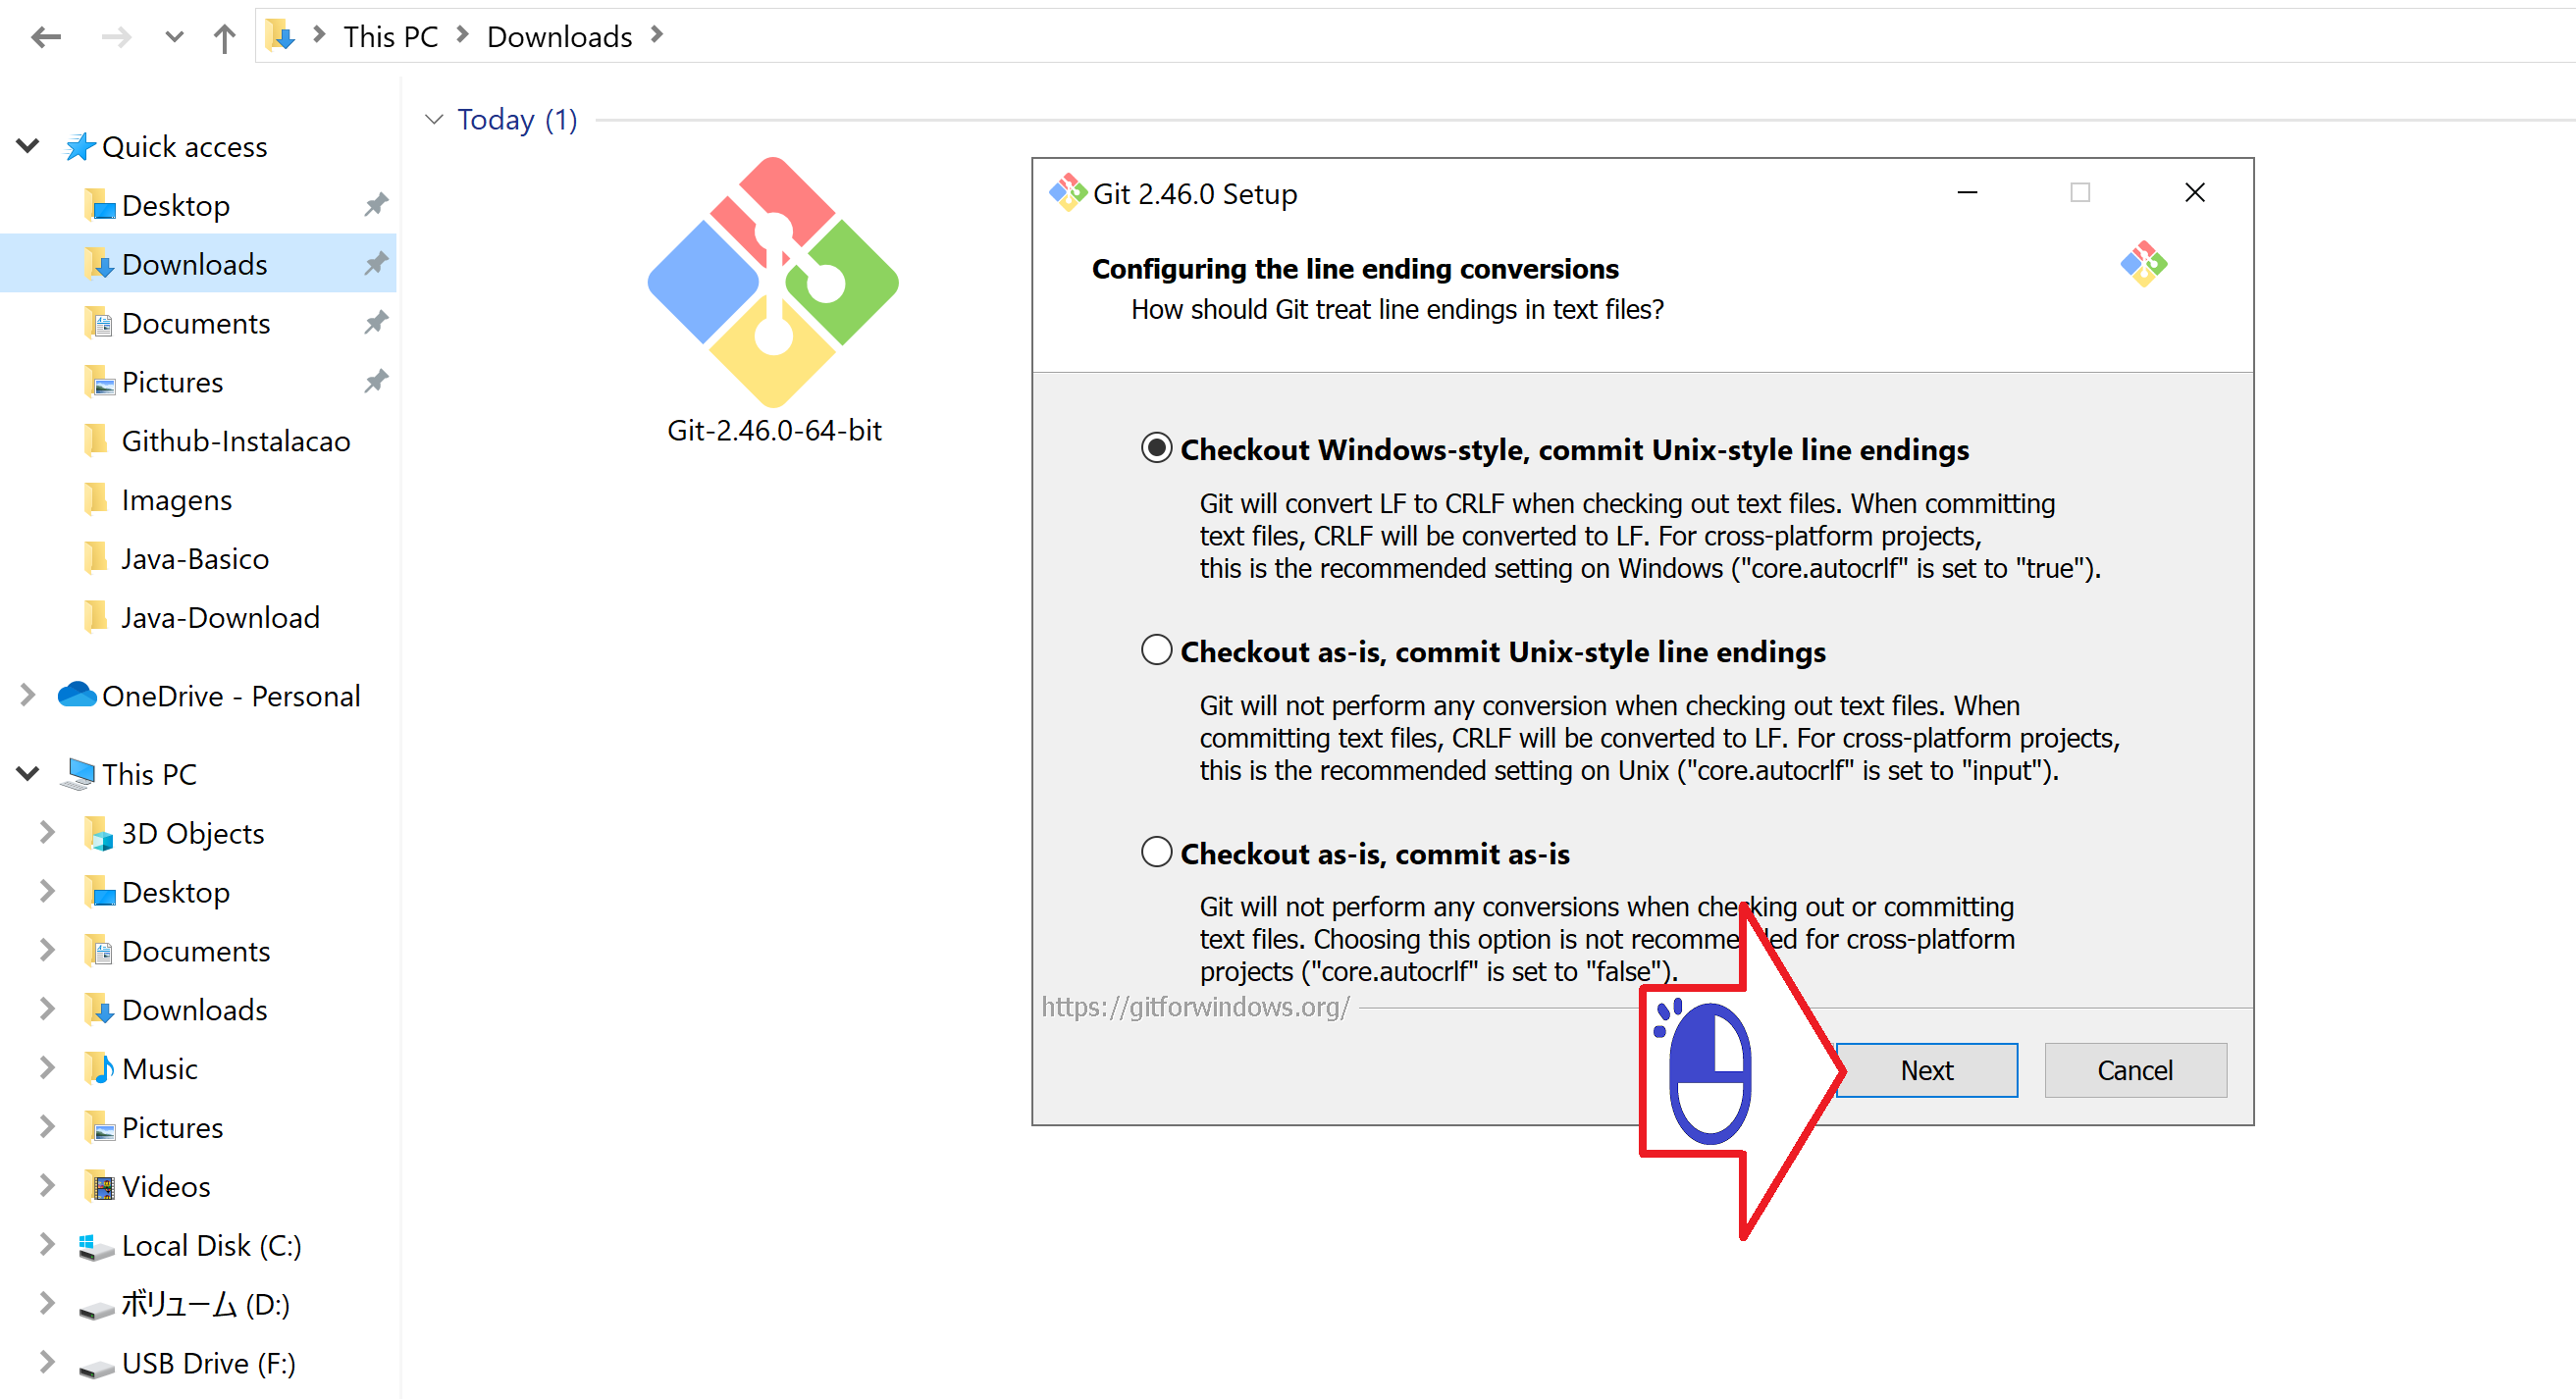 This PC
Downloads
Quick access
Desktop
Downloads
Documents
Pictures
Github-Instalacao
Imagens
Java-Basico
Java-Download
OneDrive - Personal
This PC
3D Objects
Desktop
Documents
Downloads
Music
Pictures
Videos
Local Disk (C:)
ボリューム (D:)
USB Drive (F:)
Today (1)
Git-2.46.0-64-bit
Git 2.46.0 Setup
Configuring the line ending conversions
How should Git treat line endings in text files?
Checkout Windows-style, commit Unix-style line endings
Git will convert LF to CRLF when checking out text files. When committing
text files, CRLF will be converted to LF. For cross-platform projects,
this is the recommended setting on Windows ("core.autocrlf" is set to "true").
Checkout as-is, commit Unix-style line endings
Git will not perform any conversion when checking out text files. When
committing text files, CRLF will be converted to LF. For cross-platform projects,
this is the recommended setting on Unix ("core.autocrlf" is set to "input").
Checkout as-is, commit as-is
Git will not perform any conversions when checking out or committing
text files. Choosing this option is not recommended for cross-platform
projects ("core.autocrlf" is set to "false").
https://gitforwindows.org/
Next
Cancel